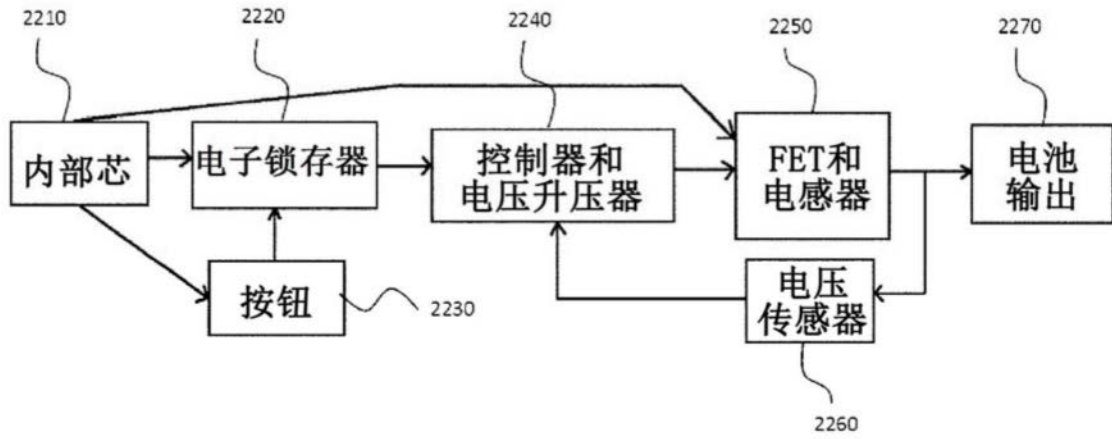 2210
2220
2240
2250
2270
内部芯
电子锁存器
控制器和
电压升压器
FET和
电感器
电池
输出
按钮
2230
电压
传感器
2260